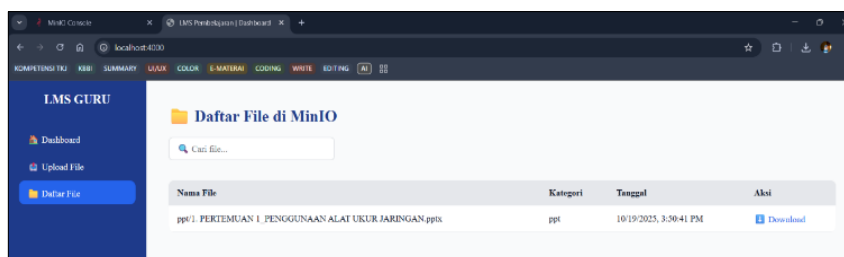 MinIO Console
LMS Pembelajaran | Dashboard
localhost:4000
KOMPETENSI TKJ KBBI SUMMARY UI/UX COLOR E-MATERAI CODING WRITE EDITING AI
LMS GURU
Dashboard
Upload File
Daftar File
Daftar File di MinIO
Cari file...
Nama File Kategori Tanggal Aksi
ppt/1. PERTEMUAN 1_PENGGUNAAN ALAT UKUR JARINGAN.pptx ppt 10/19/2025, 3:50:41 PM Download